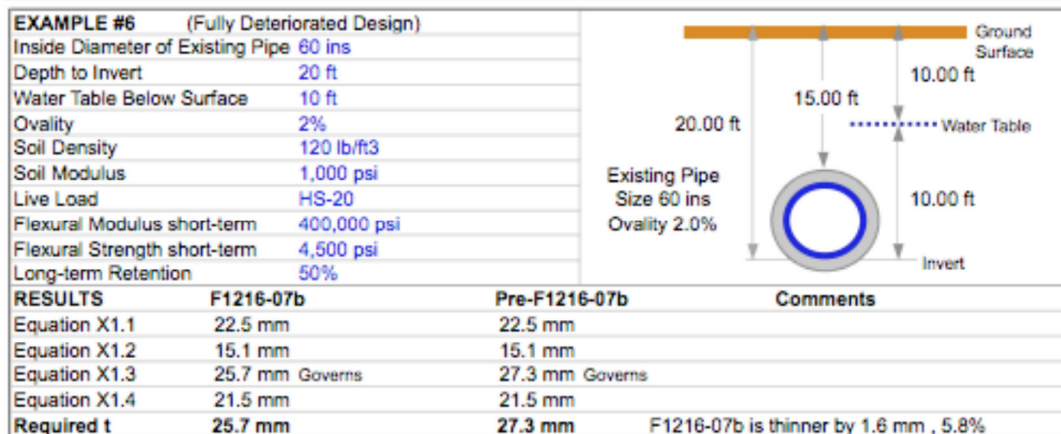 EXAMPLE #6 (Fully Deteriorated Design)
Inside Diameter of Existing Pipe 60 ins
Depth to Invert 20 ft
Water Table Below Surface 10 ft
Ovality 2%
Soil Density 120 lb/ft3
Soil Modulus 1,000 psi
Live Load HS-20
Flexural Modulus short-term 400,000 psi
Flexural Strength short-term 4,500 psi
Long-term Retention 50%
Ground
Surface
10.00 ft
15.00 ft
20.00 ft
Water Table
Existing Pipe
Size 60 ins
Ovality 2.0%
10.00 ft
Invert
RESULTS F1216-07b Pre-F1216-07b Comments
Equation X1.1 22.5 mm 22.5 mm
Equation X1.2 15.1 mm 15.1 mm
Equation X1.3 25.7 mm Governs 27.3 mm Governs
Equation X1.4 21.5 mm 21.5 mm
Required t 25.7 mm 27.3 mm F1216-07b is thinner by 1.6 mm , 5.8%